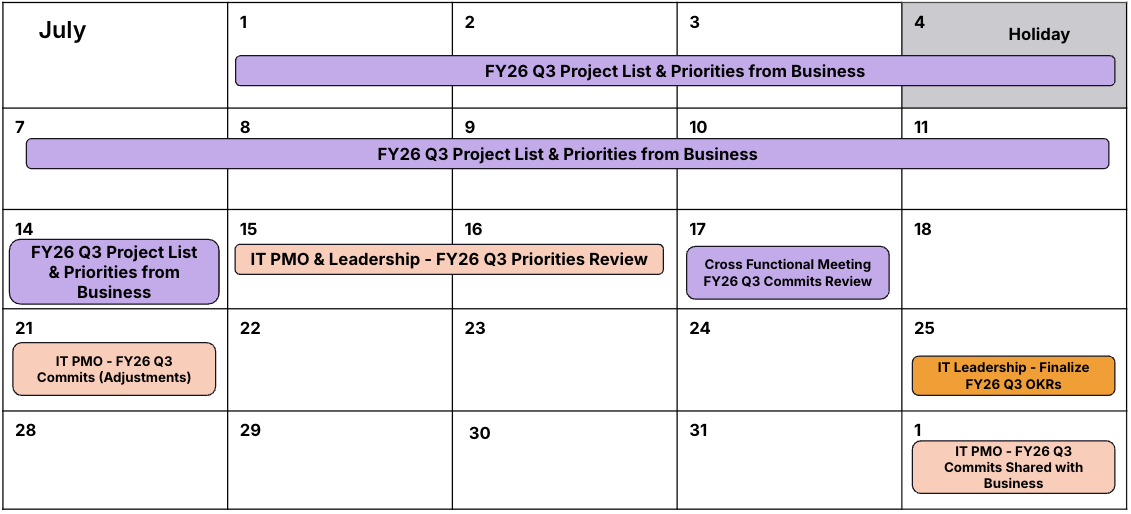 July
1
2
3
4
Holiday
FY26 Q3 Project List & Priorities from Business
7
8
9
10
11
FY26 Q3 Project List & Priorities from Business
14
15
16
17
18
FY26 Q3 Project List
& Priorities from
Business
IT PMO & Leadership - FY26 Q3 Priorities Review
Cross Functional Meeting
FY26 Q3 Commits Review
21
22
23
24
25
IT PMO - FY26 Q3
Commits (Adjustments)
IT Leadership - Finalize
FY26 Q3 OKRs
28
29
30
31
1
IT PMO - FY26 Q3
Commits Shared with
Business